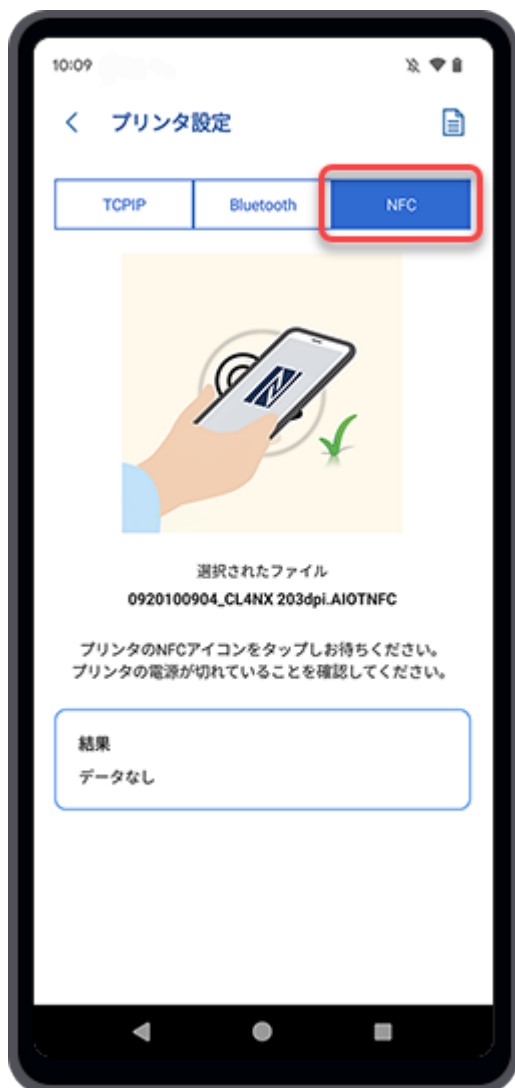 10:09
プリンタ設定
TCPIP
Bluetooth
NFC
選択されたファイル
0920100904_CL4NX 203dpi.AIOTNFC
プリンタのNFCアイコンをタップしお待ちください。
プリンタの電源が切れていることを確認してください。
結果
データなし